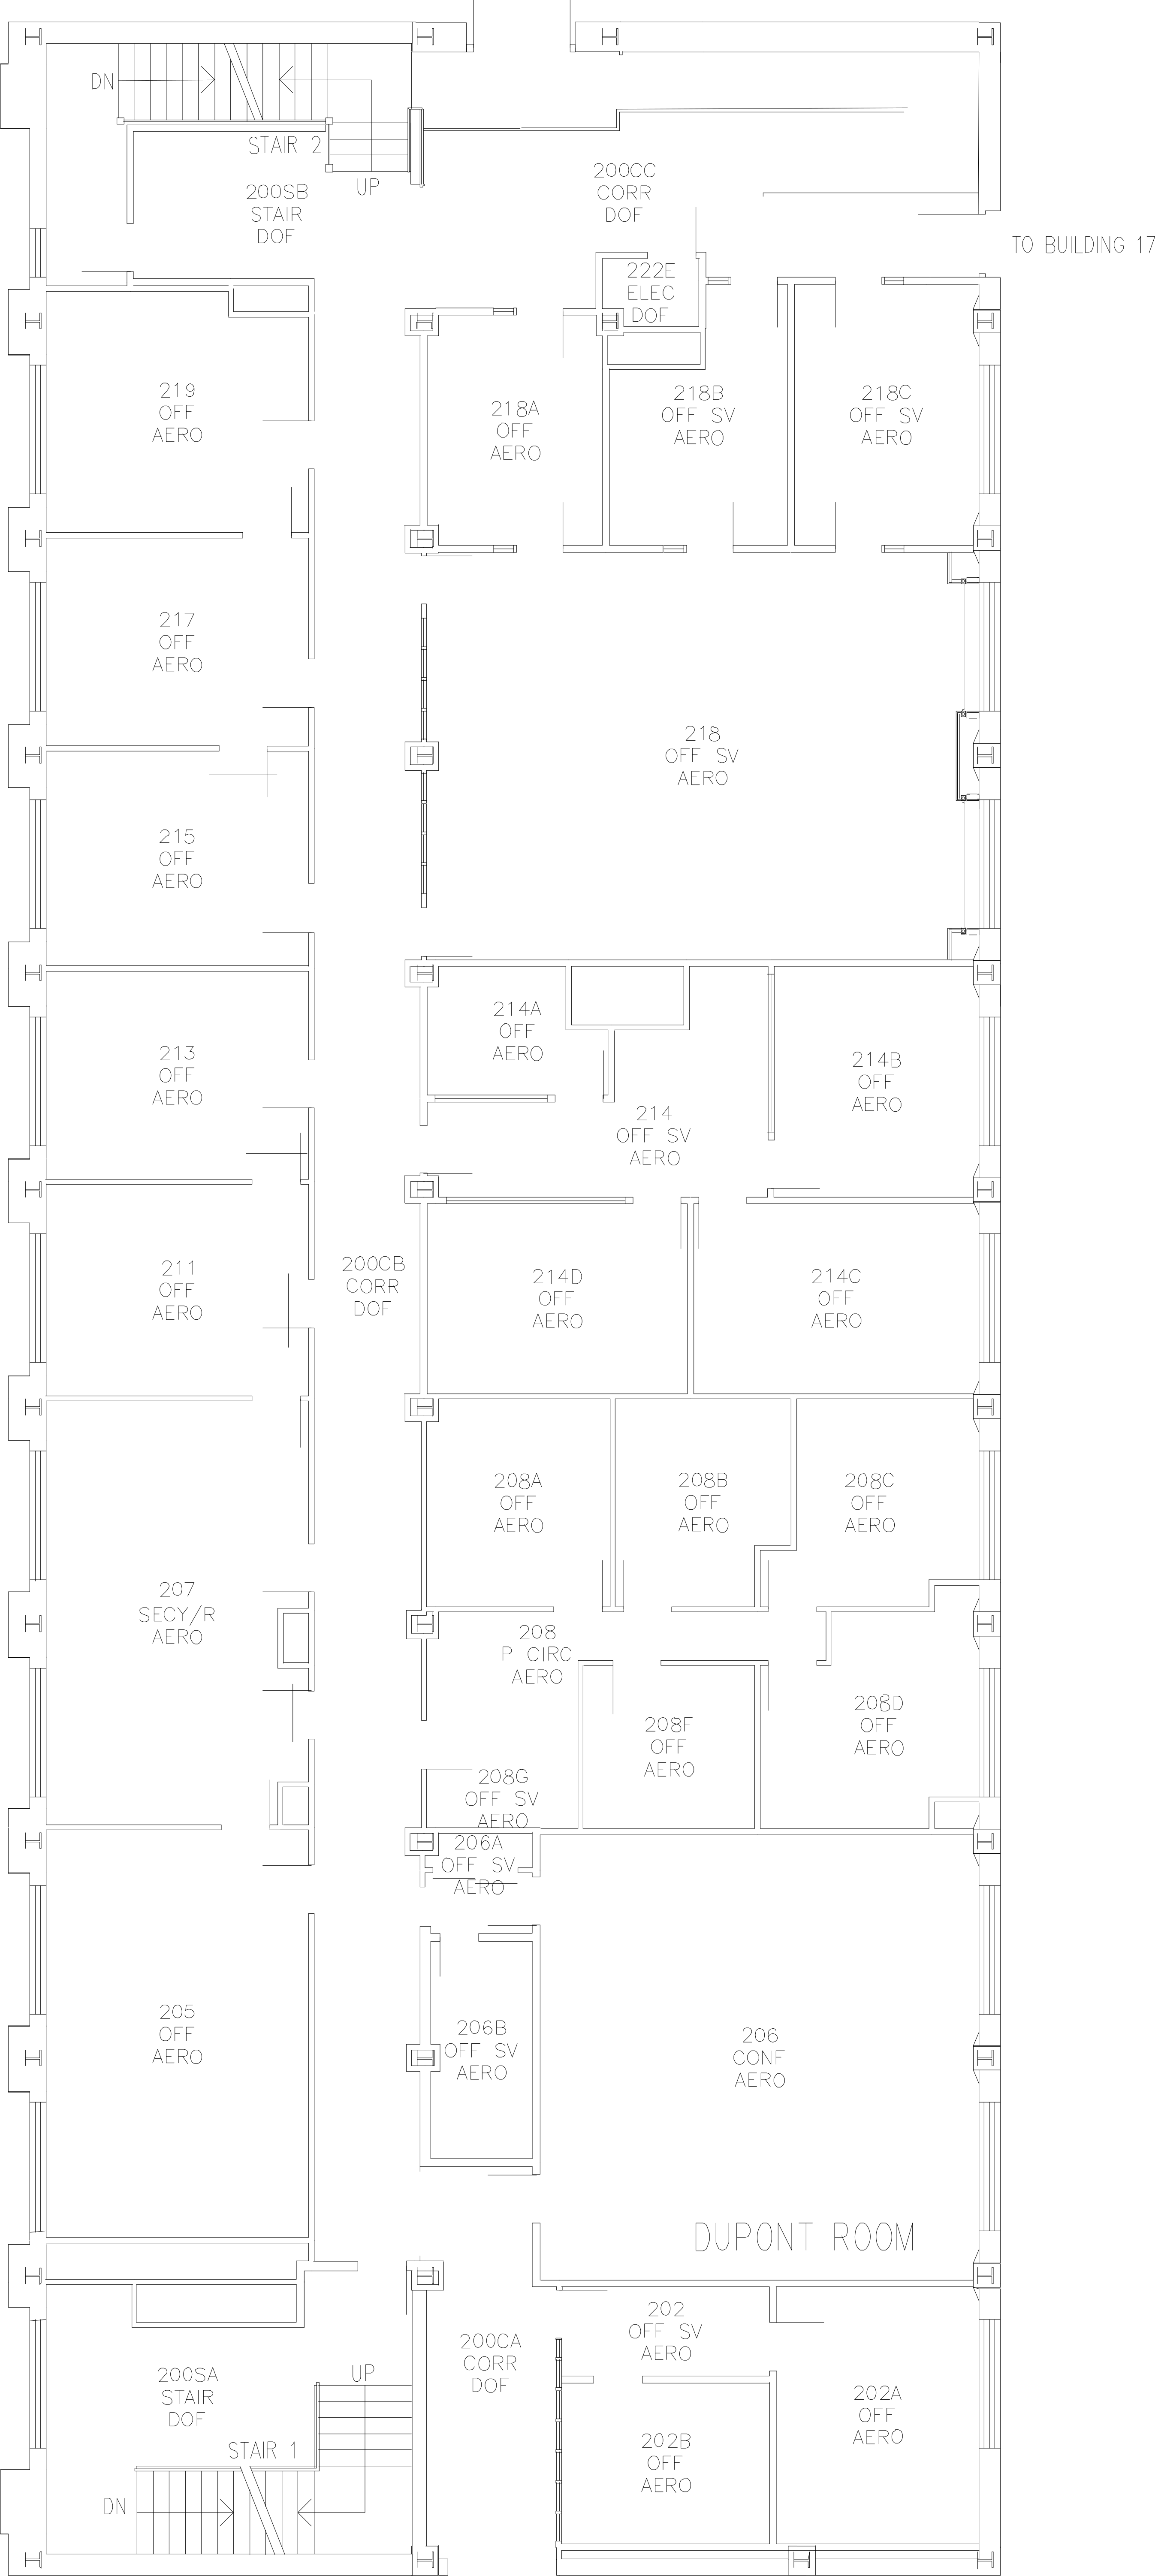 DN
STAIR 2
UP
200SB
STAIR
DOF
200CC
CORR
DOF
TO BUILDING 17
222E
ELEC
DOF
219
OFF
AERO
218A
OFF
AERO
218B
OFF SV
AERO
218C
OFF SV
AERO
217
OFF
AERO
218
OFF SV
AERO
215
OFF
AERO
214A
OFF
AERO
213
OFF
AERO
214B
OFF
AERO
214
OFF SV
AERO
211
OFF
AERO
200CB
CORR
DOF
214D
OFF
AERO
214C
OFF
AERO
208A
OFF
AERO
208B
OFF
AERO
208C
OFF
AERO
207
SECY/R
AERO
208
P CIRC
AERO
208F
OFF
AERO
208D
OFF
AERO
208G
OFF SV
AERO
206A
OFF SV
AERO
205
OFF
AERO
206B
OFF SV
AERO
206
CONF
AERO
DUPONT ROOM
202
OFF SV
AERO
200CA
CORR
DOF
200SA
STAIR
DOF
UP
STAIR 1
DN
202A
OFF
AERO
202B
OFF
AERO